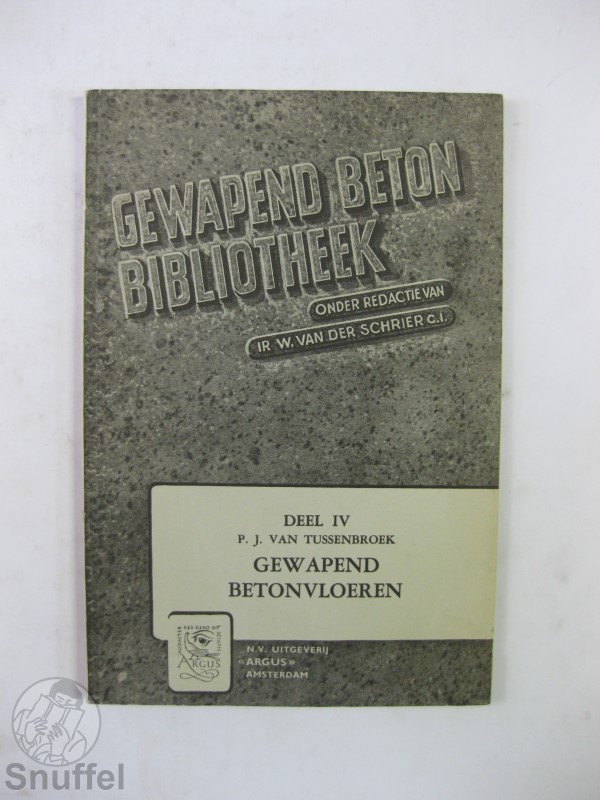 GEWAPEND BETON
BIBLIOTHEEK
ONDER REDACTIE VAN
IR W. VAN DER SCHRIER C.I.
DEEL IV
P. J. VAN TUSSENBROEK
GEWAPEND
BETONVLOEREN
ARGUS
N.V. UITGEVERIJ
«ARGUS»
AMSTERDAM
Snuffel